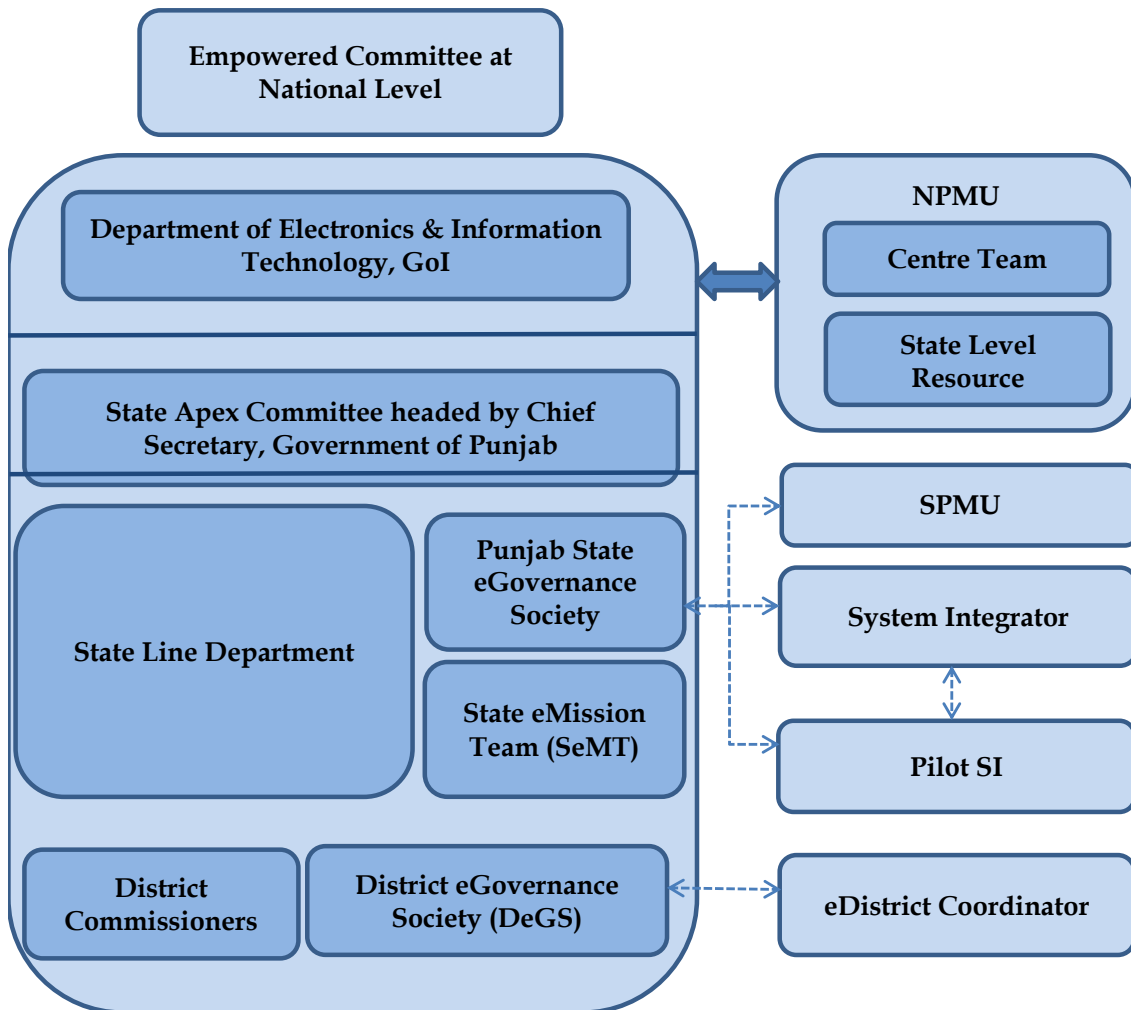 Empowered Committee at
National Level
Department of Electronics & Information
Technology, GoI
NPMU
Centre Team
State Level
Resource
State Apex Committee headed by Chief
Secretary, Government of Punjab
State Line Department
Punjab State
eGovernance
Society
State eMission
Team (SeMT)
SPMU
System Integrator
Pilot SI
District
Commissioners
District eGovernance
Society (DeGS)
eDistrict Coordinator